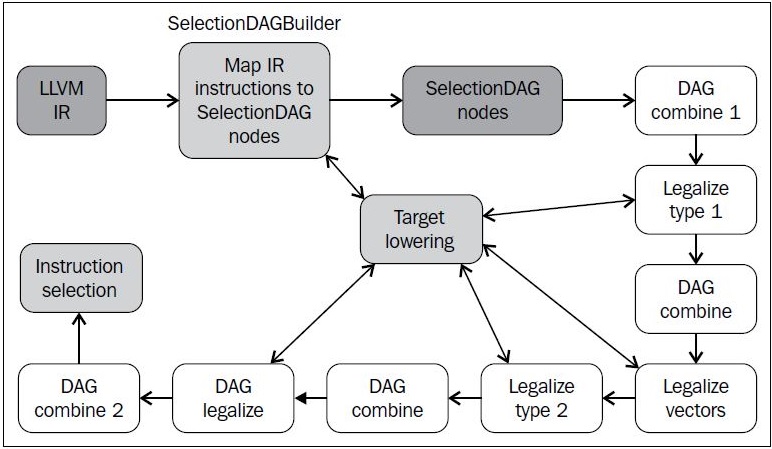 SelectionDAGBuilder
LLVM
IR
Map IR
instructions to
SelectionDAG
nodes
SelectionDAG
nodes
DAG
combine 1
Legalize
type 1
Target
lowering
Instruction
selection
DAG
combine
DAG
combine 2
DAG
legalize
DAG
combine
Legalize
type 2
Legalize
vectors